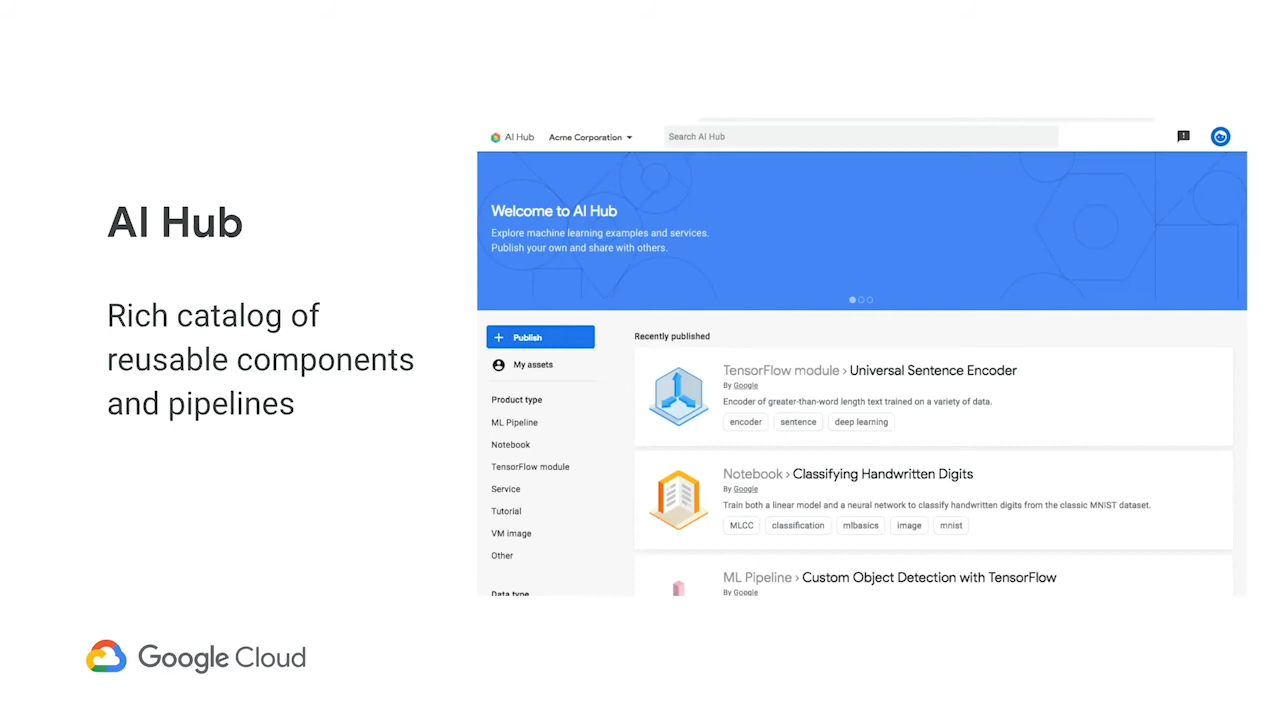 AI Hub
Rich catalog of
reusable components
and pipelines
AI Hub
Acme Corporation
Search AI Hub
Welcome to AI Hub
Explore machine learning examples and services.
Publish your own and share with others.
Publish
My assets
Product type
ML Pipeline
Notebook
TensorFlow module
Service
Tutorial
VM image
Other
Data type
Recently published
TensorFlow module › Universal Sentence Encoder
By Google
Encoder of greater-than-word length text trained on a variety of data.
encoder sentence deep learning
Notebook › Classifying Handwritten Digits
By Google
Train both a linear model and a neural network to classify handwritten digits from the classic MNIST dataset.
MLCC classification mlbasics image mnist
ML Pipeline › Custom Object Detection with TensorFlow
By Google
Google Cloud